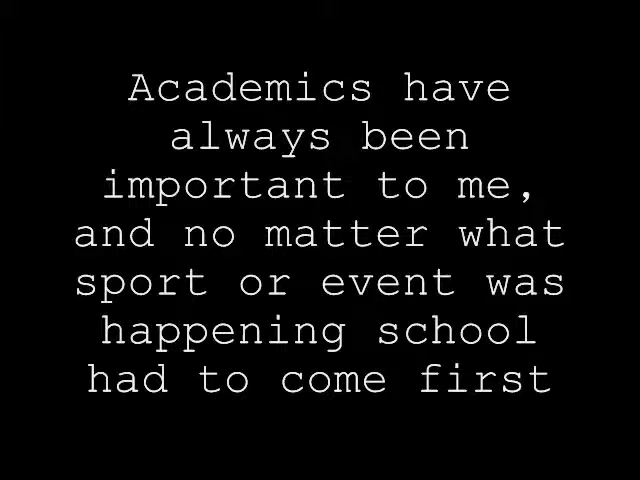 Academics have
always been
important to me,
and no matter what
sport or event was
happening school
had to come first